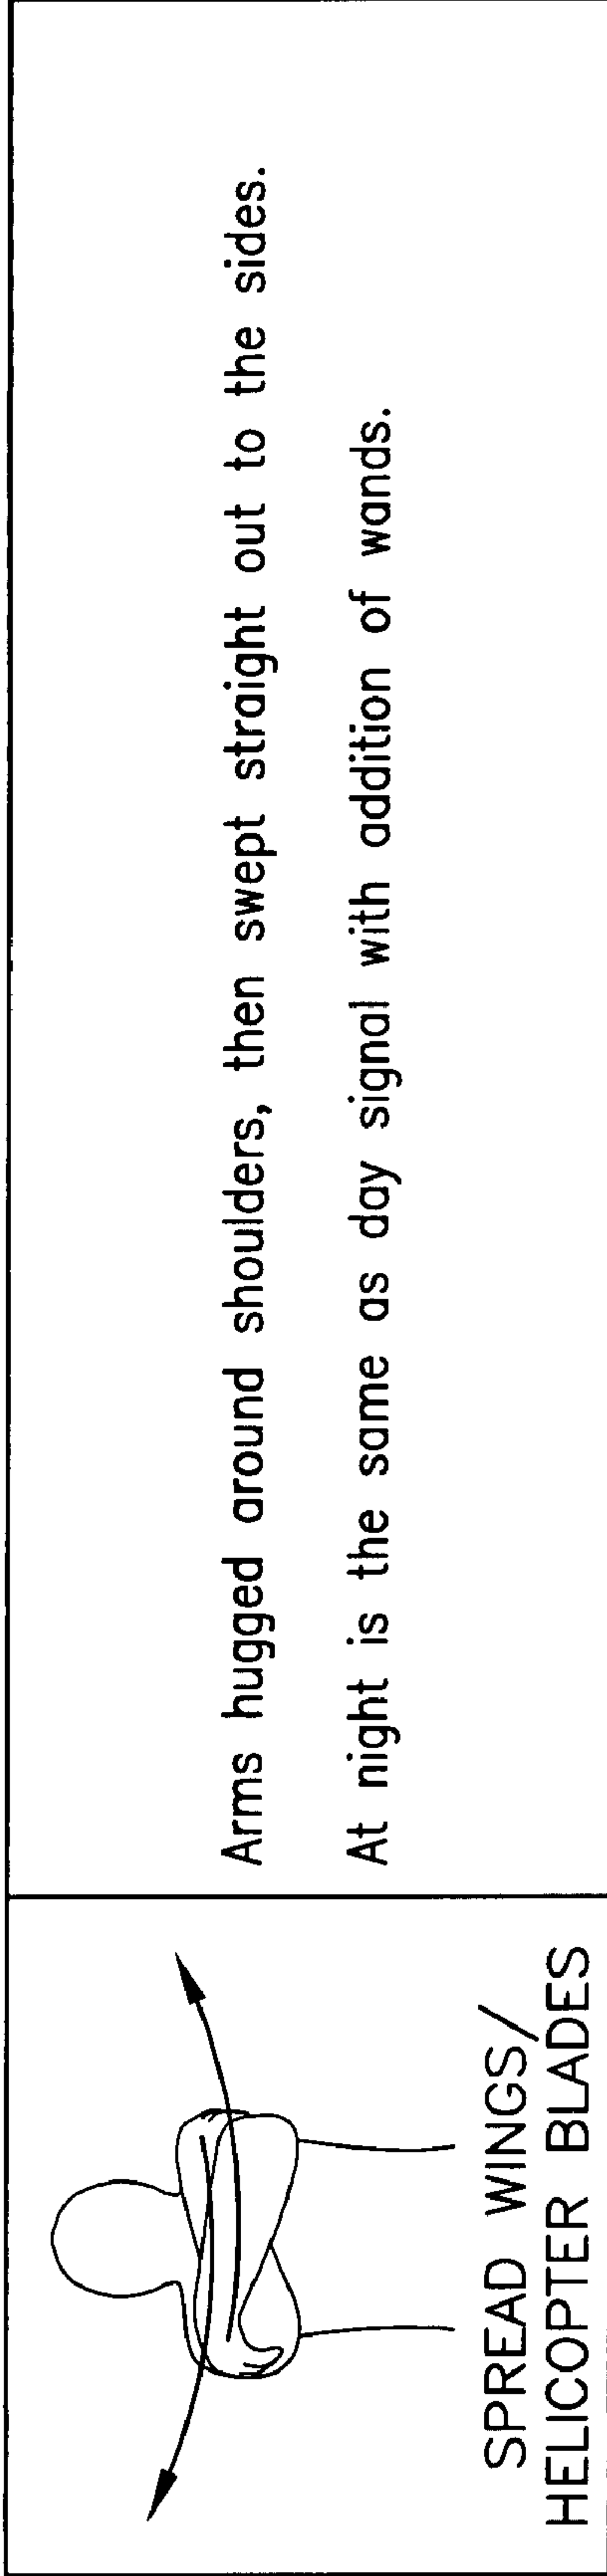 SPREAD WINGS/
HELICOPTER BLADES
Arms hugged around shoulders, then swept straight out to the sides.
At night is the same as day signal with addition of wands.